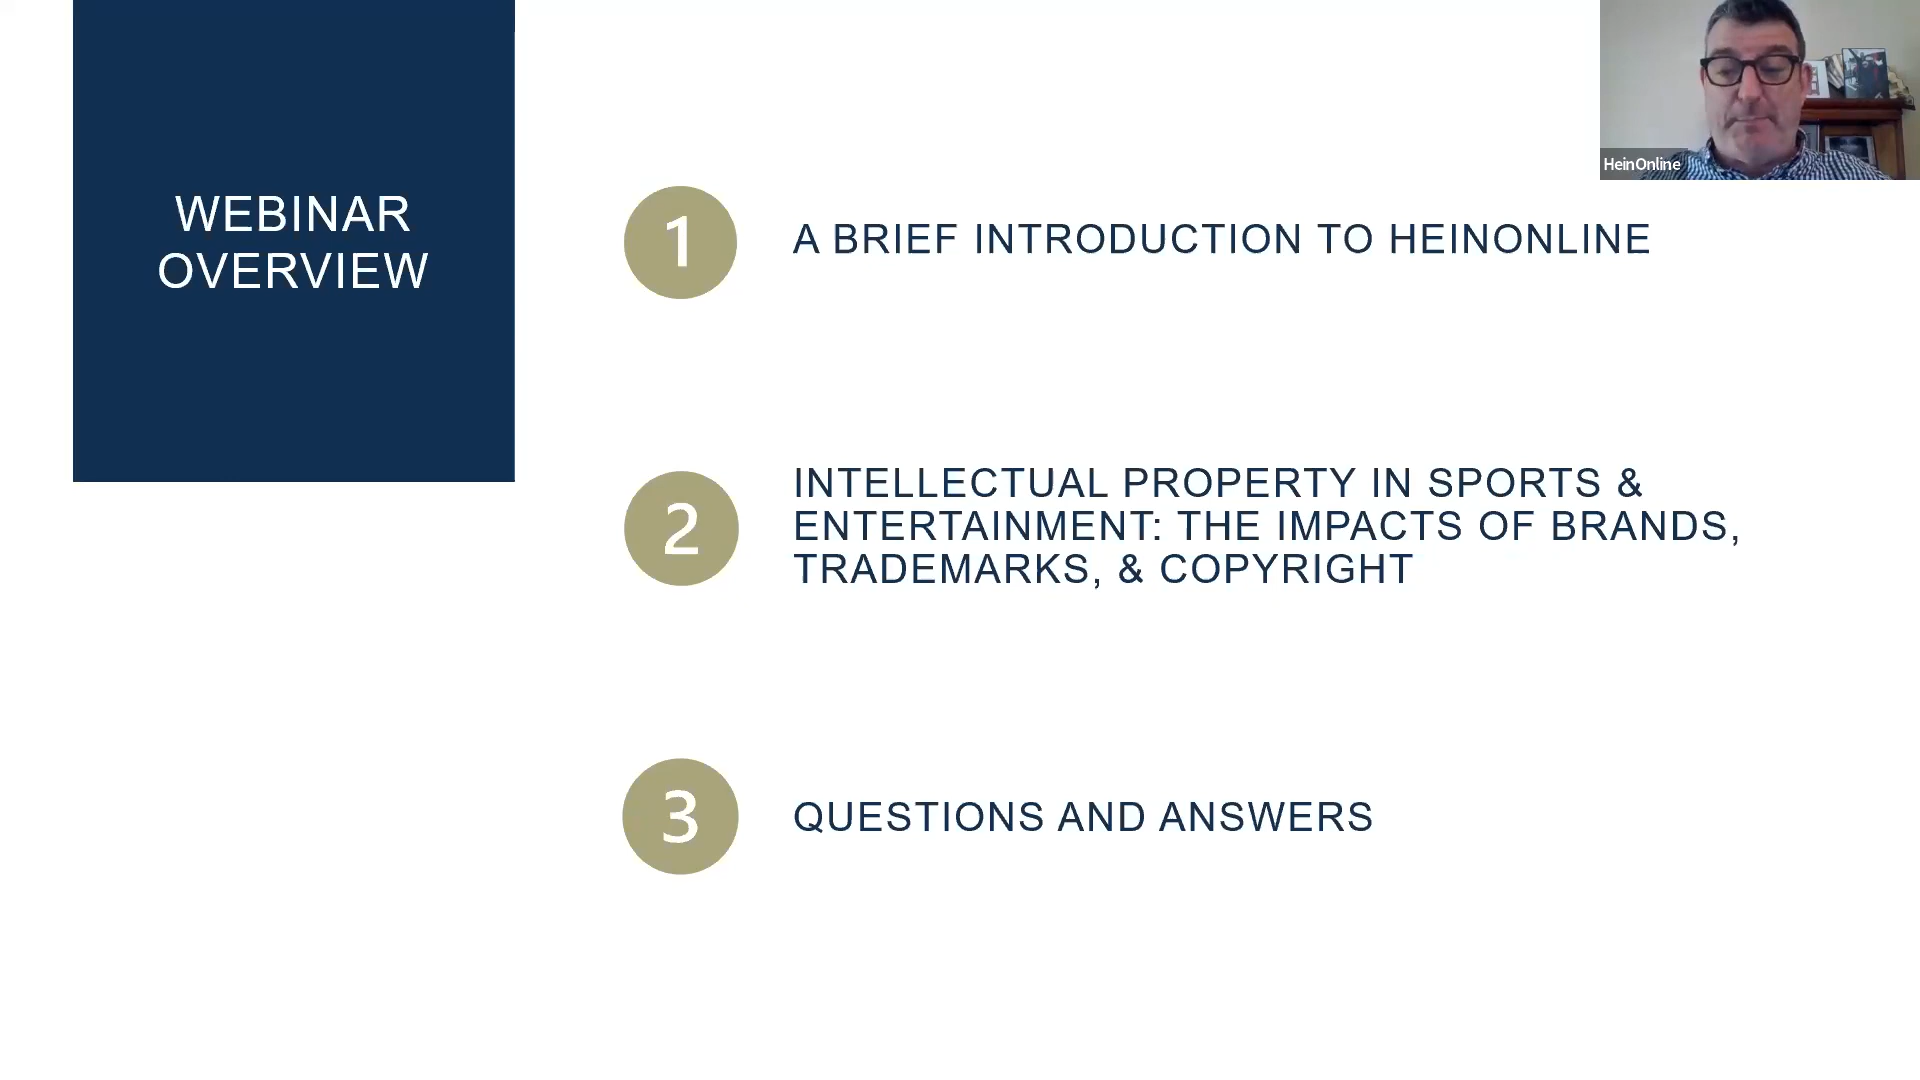 WEBINAR
OVERVIEW
1
A BRIEF INTRODUCTION TO HEINONLINE
2
INTELLECTUAL PROPERTY IN SPORTS &
ENTERTAINMENT: THE IMPACTS OF BRANDS,
TRADEMARKS, & COPYRIGHT
3
QUESTIONS AND ANSWERS
HeinOnline